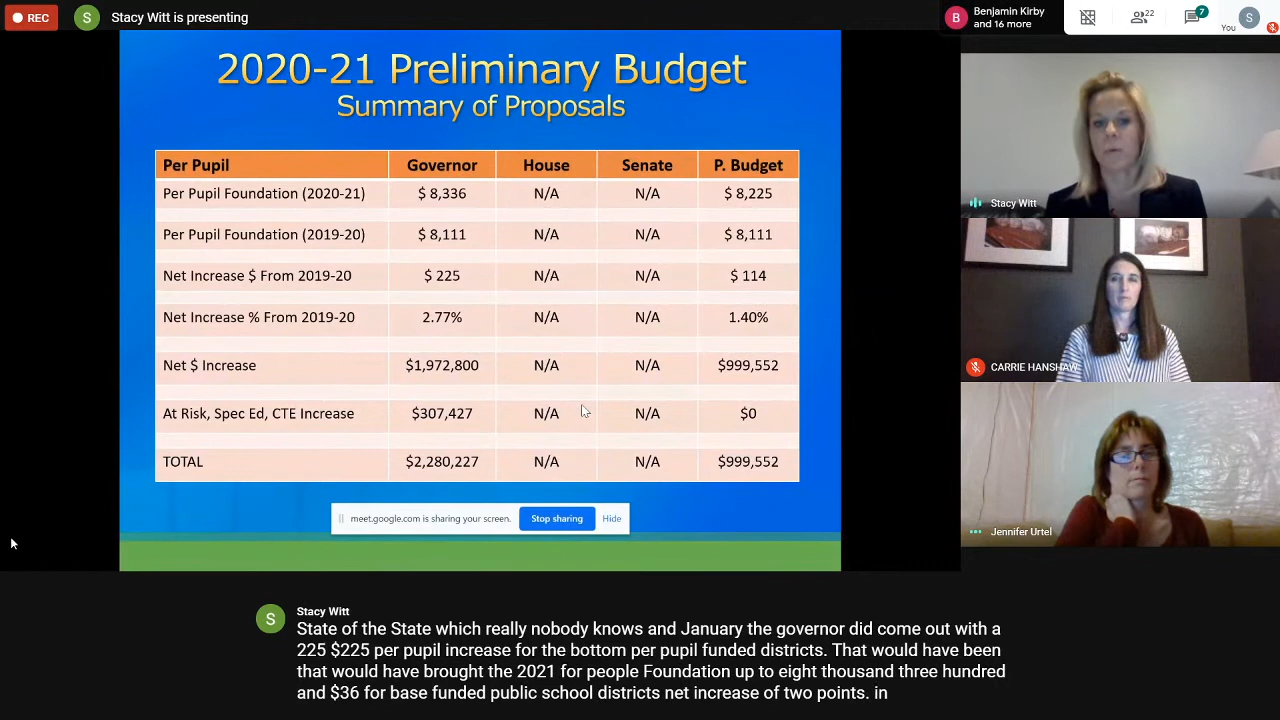 REC
S
Stacy Witt is presenting
B
Benjamin Kirby
and 16 more
22
7
S
You
2020-21 Preliminary Budget
Summary of Proposals
Per Pupil Governor House Senate P. Budget
Per Pupil Foundation (2020-21) $ 8,336 N/A N/A $ 8,225
Per Pupil Foundation (2019-20) $ 8,111 N/A N/A $ 8,111
Net Increase $ From 2019-20 $ 225 N/A N/A $ 114
Net Increase % From 2019-20 2.77% N/A N/A 1.40%
Net $ Increase $1,972,800 N/A N/A $999,552
At Risk, Spec Ed, CTE Increase $307,427 N/A N/A $0
TOTAL $2,280,227 N/A N/A $999,552
meet.google.com is sharing your screen. Stop sharing Hide
Stacy Witt
CARRIE HANSHAW
Jennifer Urtel
S
Stacy Witt
State of the State which really nobody knows and January the governor did come out with a
225 $225 per pupil increase for the bottom per pupil funded districts. That would have been
that would have brought the 2021 for people Foundation up to eight thousand three hundred
and $36 for base funded public school districts net increase of two points. in